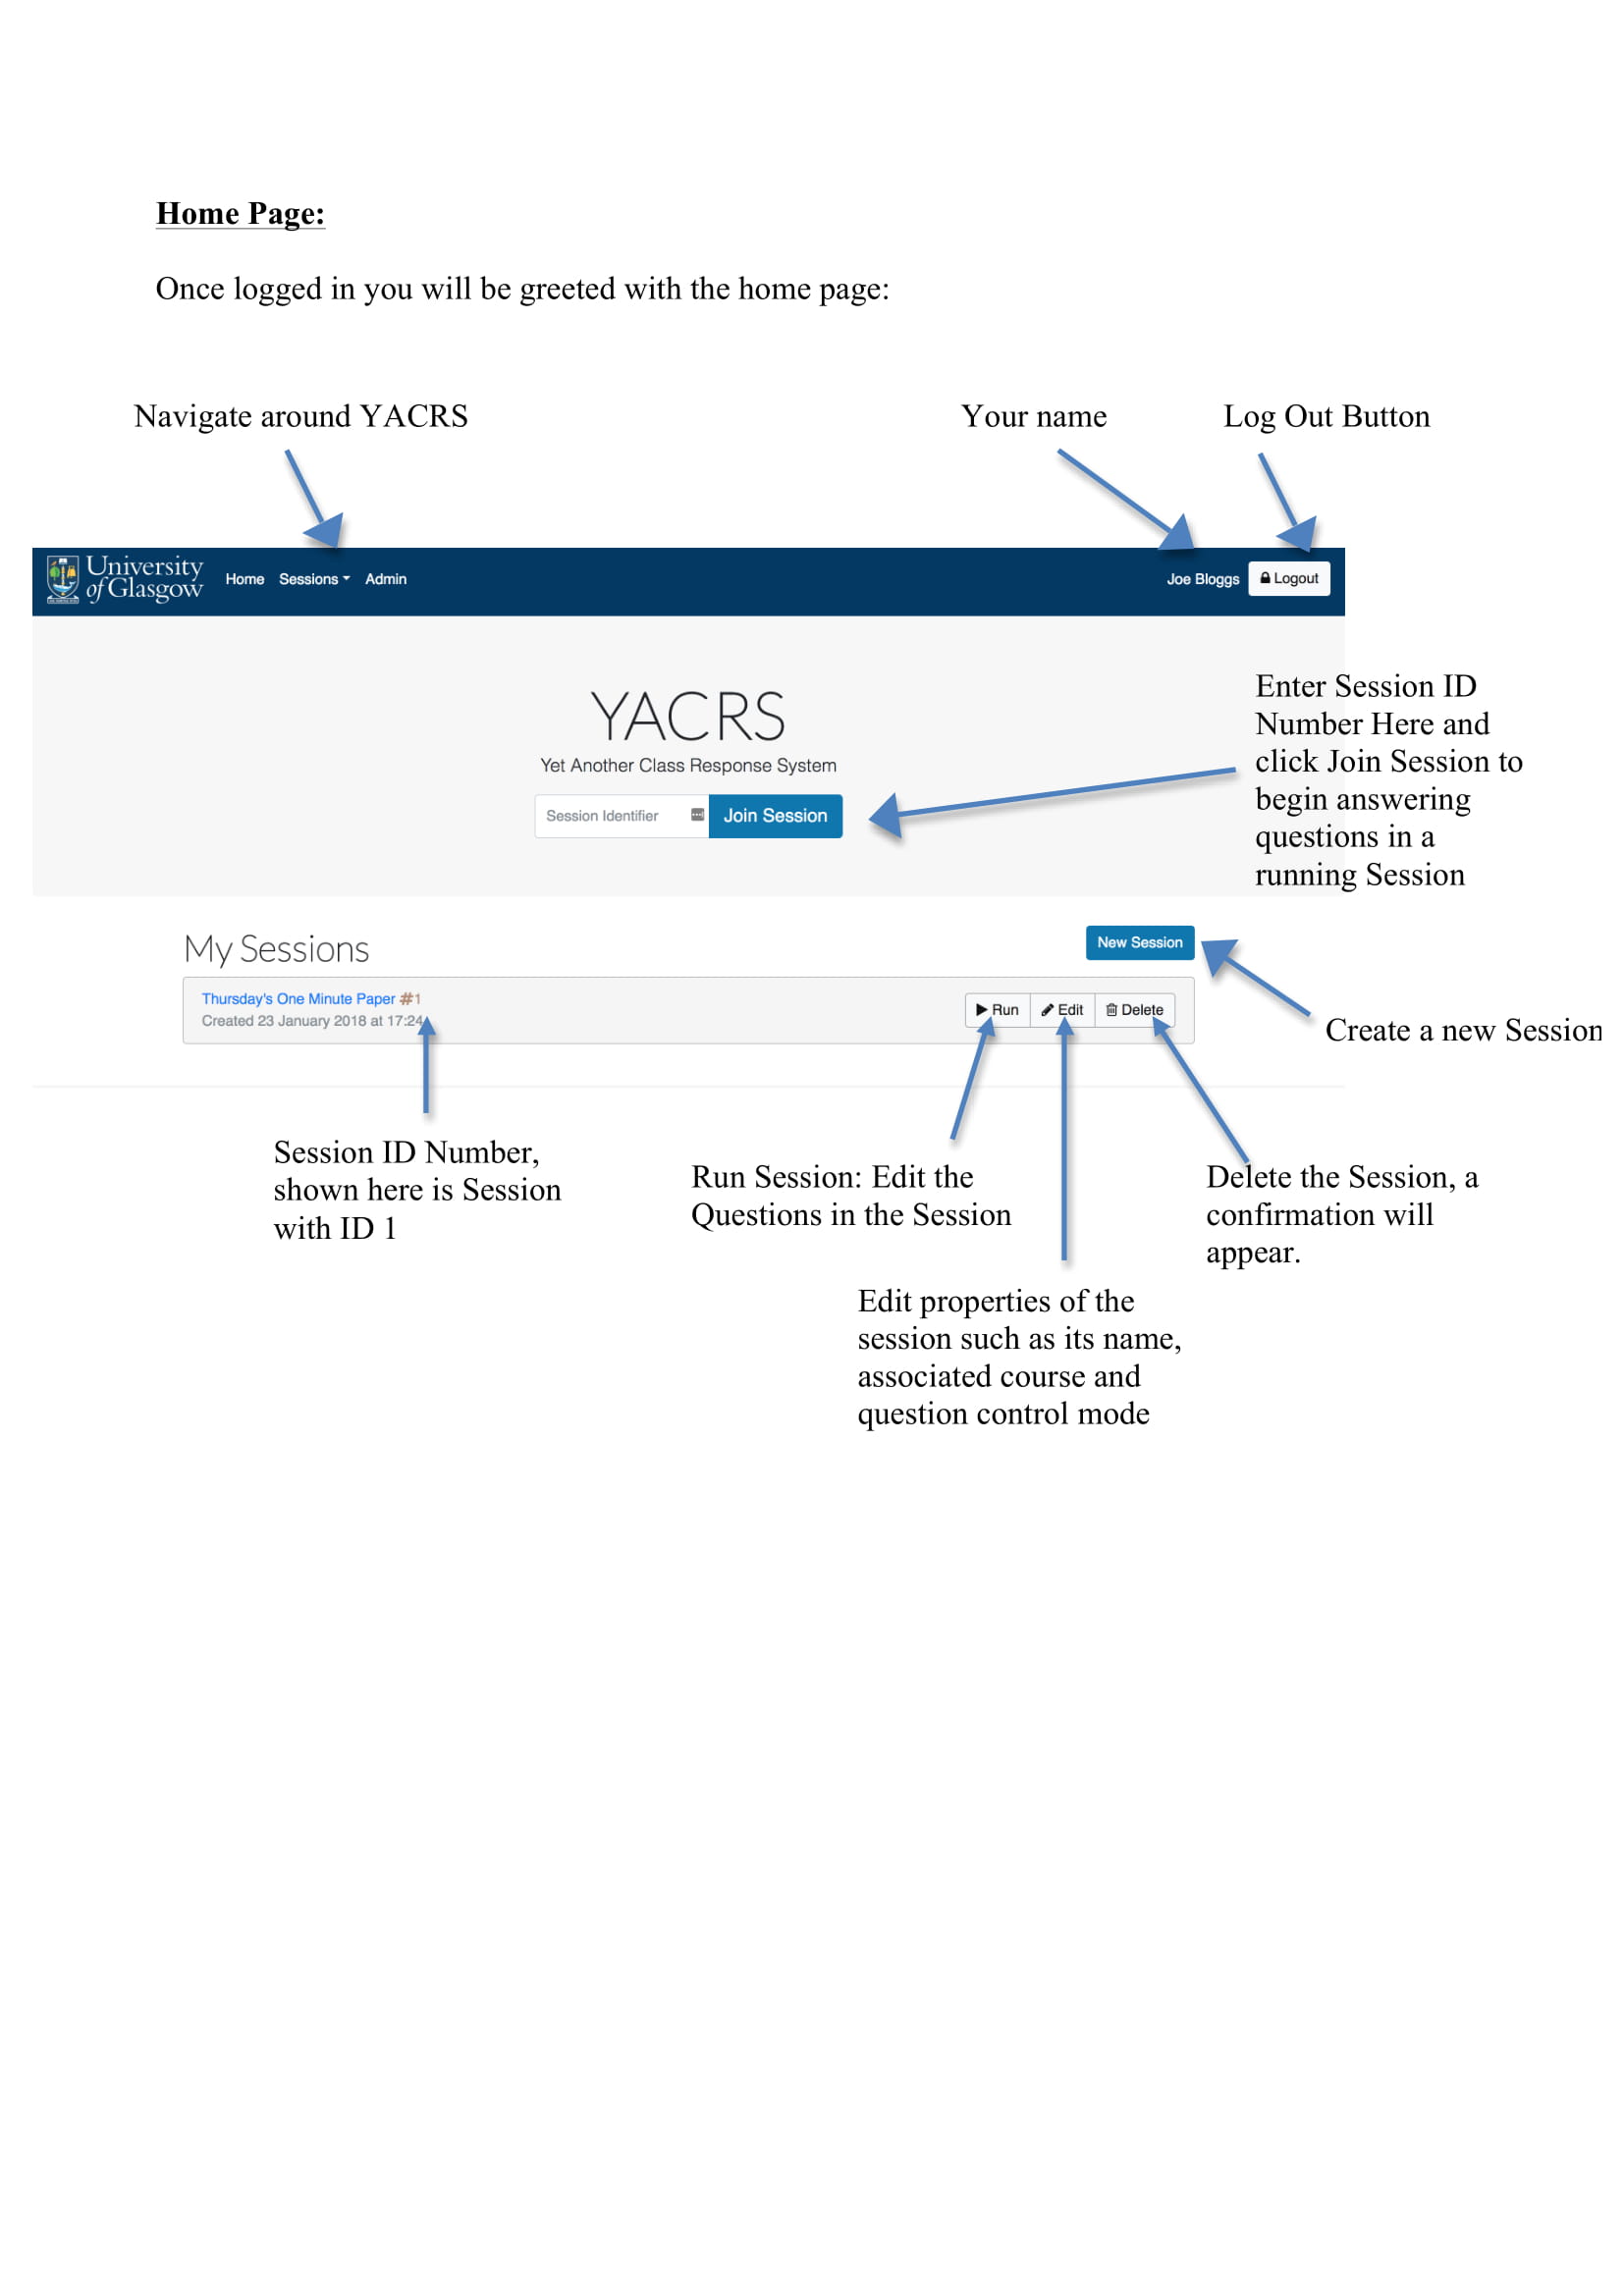 Home Page:
Once logged in you will be greeted with the home page:
Navigate around YACRS
Your name
Log Out Button
University
of Glasgow
Home
Sessions
Admin
Joe Bloggs
Logout
YACRS
Yet Another Class Response System
Session Identifier
Join Session
Enter Session ID
Number Here and
click Join Session to
begin answering
questions in a
running Session
My Sessions
New Session
Thursday's One Minute Paper #1
Created 23 January 2018 at 17:24
Run
Edit
Delete
Create a new Session
Session ID Number,
shown here is Session
with ID 1
Run Session: Edit the
Questions in the Session
Delete the Session, a
confirmation will
appear.
Edit properties of the
session such as its name,
associated course and
question control mode